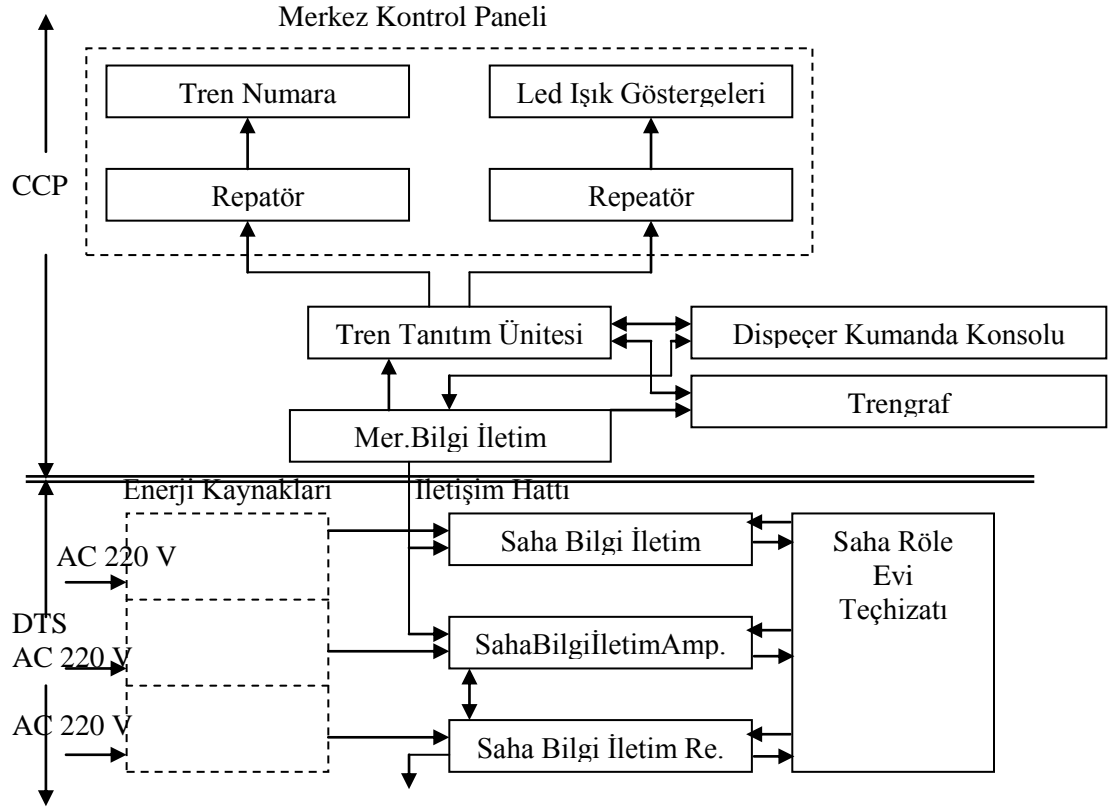 Merkez Kontrol Paneli
Tren Numara
Led Işık Göstergeleri
CCP
Repatör
Repeatör
Tren Tanıtım Ünitesi
Dispeçer Kumanda Konsolu
Trengraf
Mer.Bilgi İletim
Enerji Kaynakları
İletişim Hattı
Saha Bilgi İletim
Saha Röle
Evi
Teçhizatı
AC 220 V
DTS
SahaBilgiİletimAmp.
AC 220 V
AC 220 V
Saha Bilgi İletim Re.